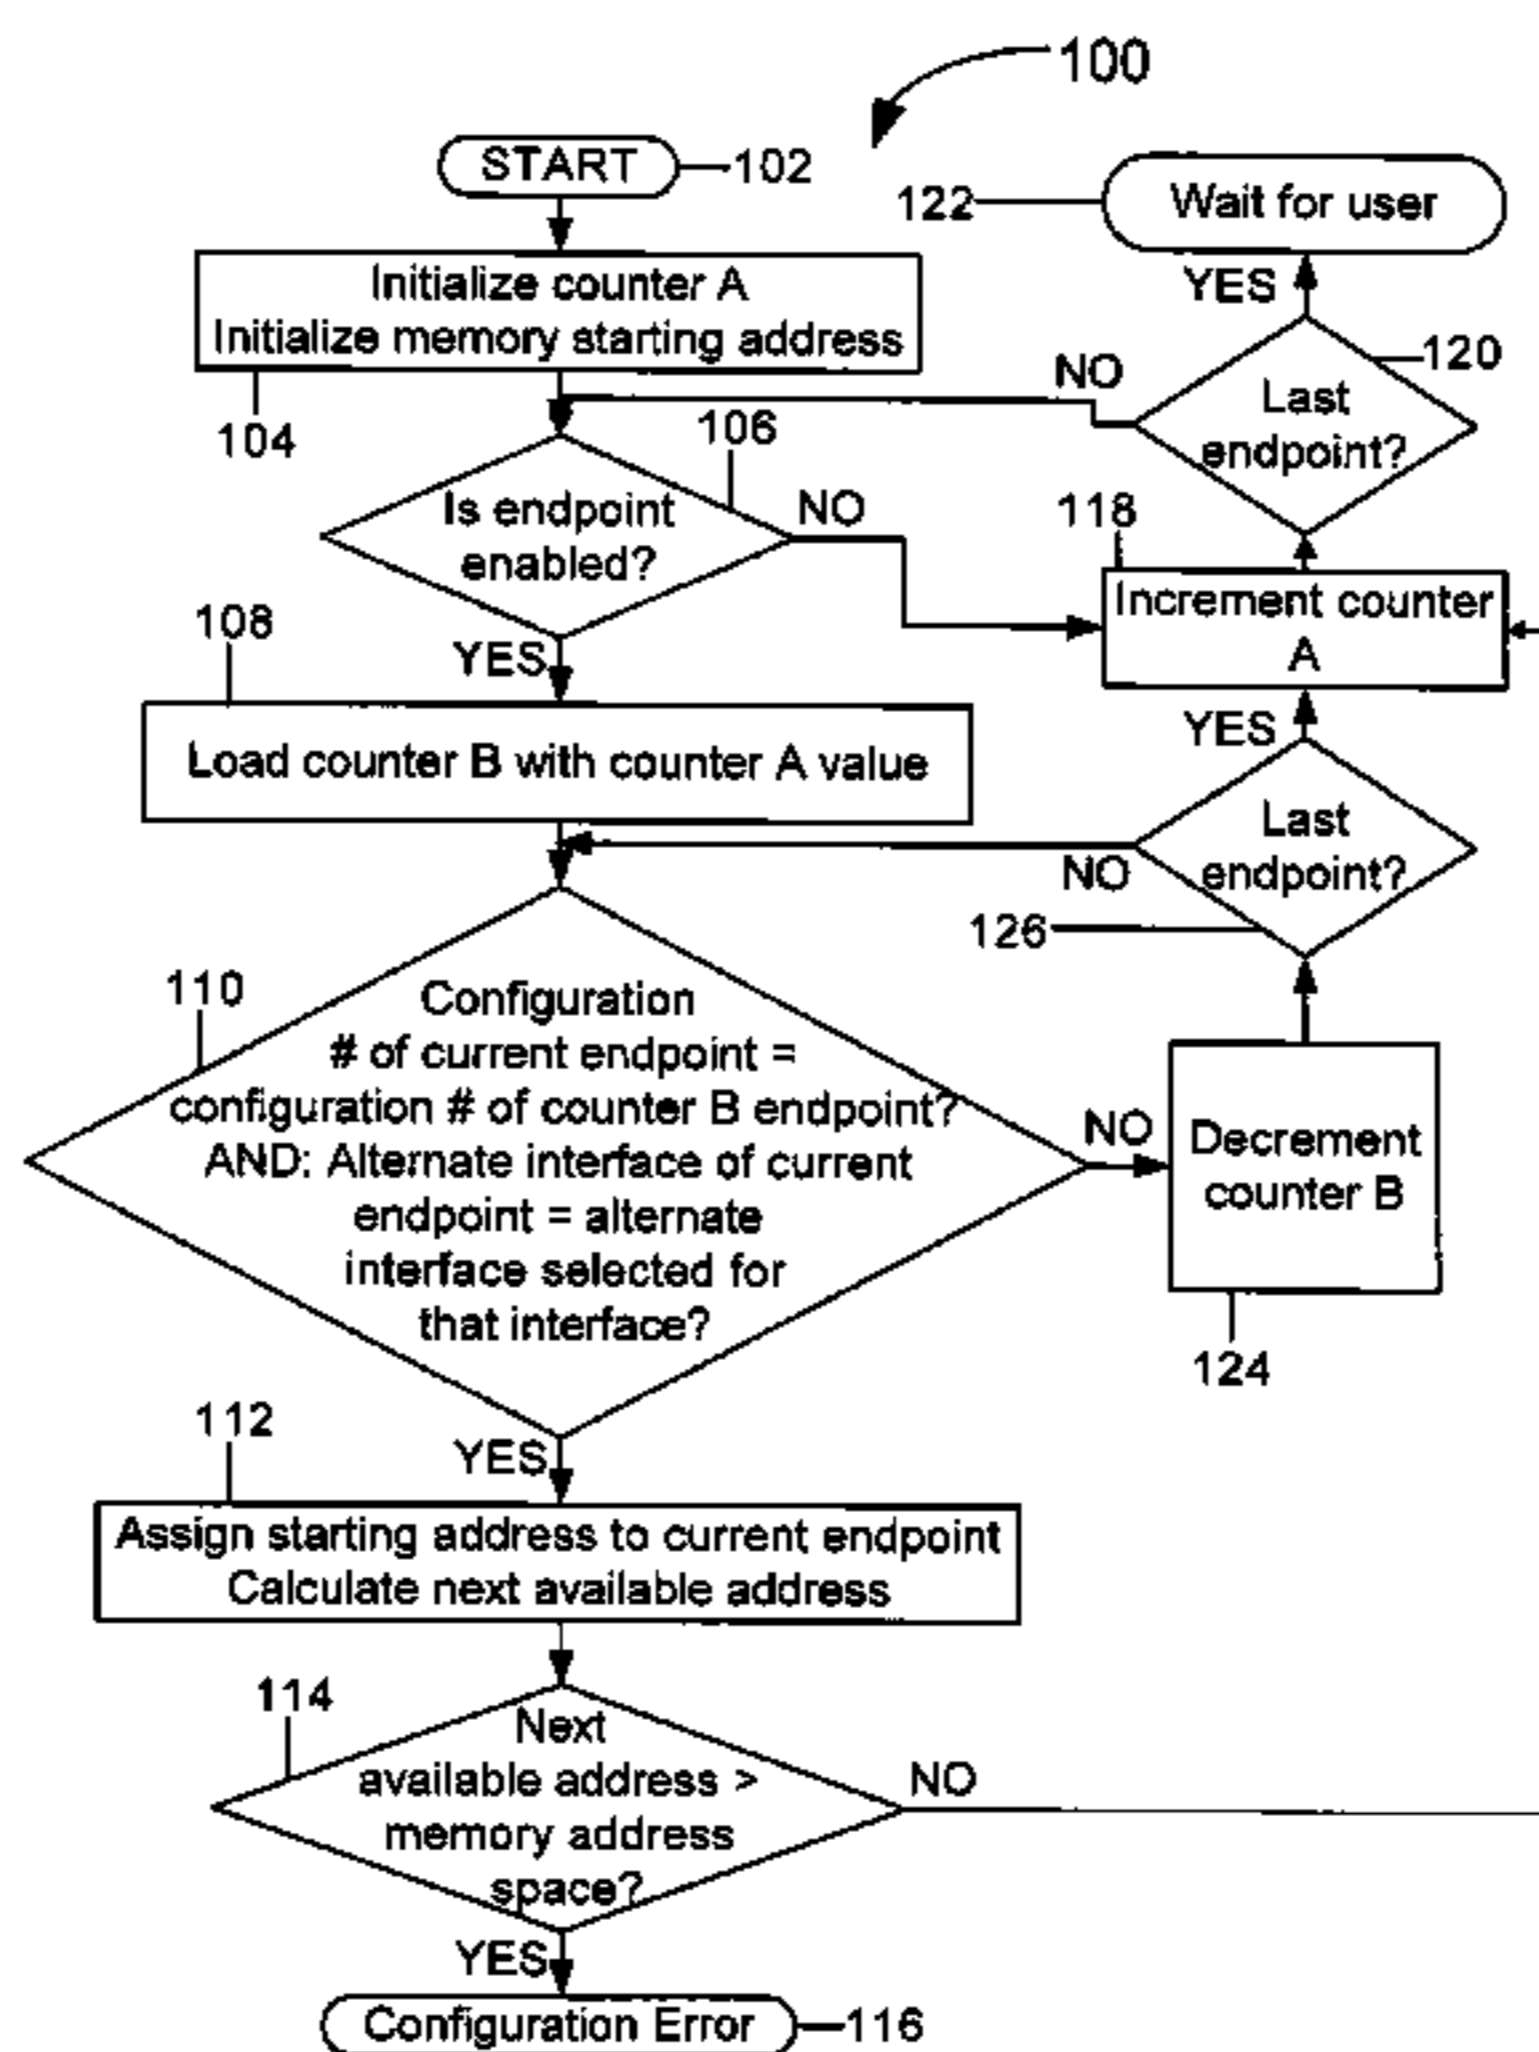 100
START
102
122
Wait for user
Initialize counter A
Initialize memory starting address
YES
104
NO
120
Last
endpoint?
106
Is endpoint
enabled?
NO
118
Increment counter
A
108
YES
Load counter B with counter A value
YES
Last
endpoint?
NO
126
110
Configuration
# of current endpoint =
configuration # of counter B endpoint?
AND: Alternate interface of current
endpoint = alternate
interface selected for
that interface?
NO
Decrement
counter B
124
112
YES
Assign starting address to current endpoint
Calculate next available address
114
Next
available address >
memory address
space?
NO
YES
Configuration Error
116